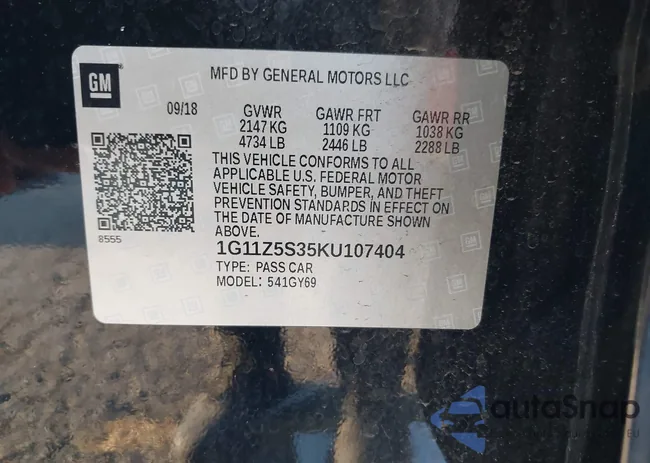 GM
MFD BY GENERAL MOTORS LLC
09/18 GVWR GAWR FRT GAWR RR
2147 KG 1109 KG 1038 KG
4734 LB 2446 LB 2288 LB
THIS VEHICLE CONFORMS TO ALL
APPLICABLE U.S. FEDERAL MOTOR
VEHICLE SAFETY, BUMPER, AND THEFT
PREVENTION STANDARDS IN EFFECT ON
THE DATE OF MANUFACTURE SHOWN
ABOVE.
8555
1G11Z5S35KU107404
TYPE: PASS CAR
MODEL: 541GY69
autoSnap